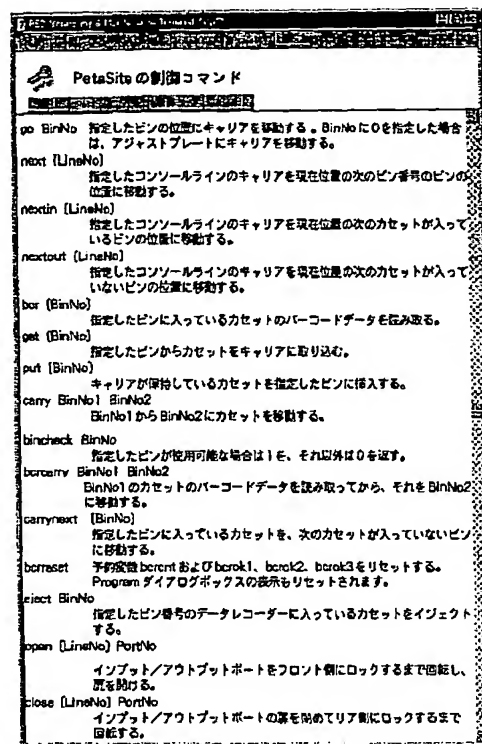 PetaSite の制御コマンド
go BinNo 指定したビンの位置にキャリアを移動する。BinNoに0を指定した場合
は、アジャストプレートにキャリアを移動する。
next [LineNo]
指定したコンソールラインのキャリアを現在位置の次のビン番号のビンの
位置に移動する。
nextin [LineNo]
指定したコンソールラインのキャリアを現在位置の次のカセットが入って
いるビンの位置に移動する。
nextout [LineNo]
指定したコンソールラインのキャリアを現在位置の次のカセットが入って
いないビンの位置に移動する。
bcr [BinNo]
指定したビンに入っているカセットのバーコードデータを読み取る。
get [BinNo]
指定したビンからカセットをキャリアに取り込む。
put [BinNo]
キャリアが保持しているカセットを指定したビンに挿入する。
carry BinNo1 BinNo2
BinNo1からBinNo2にカセットを移動する。
bincheck BinNo
指定したビンが使用可能な場合は1を、それ以外は0を返す。
bcrcarry BinNo1 BinNo2
BinNo1のカセットのバーコードデータを読み取ってから、それをBinNo2
に移動する。
carrynext [BinNo]
指定したビンに入っているカセットを、次のカセットが入っていないビン
に移動する。
bcrreset 予約変数bcrcntおよびbcrok1、bcrok2、bcrok3をリセットする。
Programダイアログボックスの表示もリセットされます。
eject BinNo
指定したビン番号のデータレコーダーに入っているカセットをイジェクト
する。
open [LineNo] PortNo
インプット/アウトプットポートをフロント側にロックするまで回転し、
扉を開ける。
close [LineNo] PortNo
インプット/アウトプットポートの扉を閉めてリア側にロックするまで
回転する。